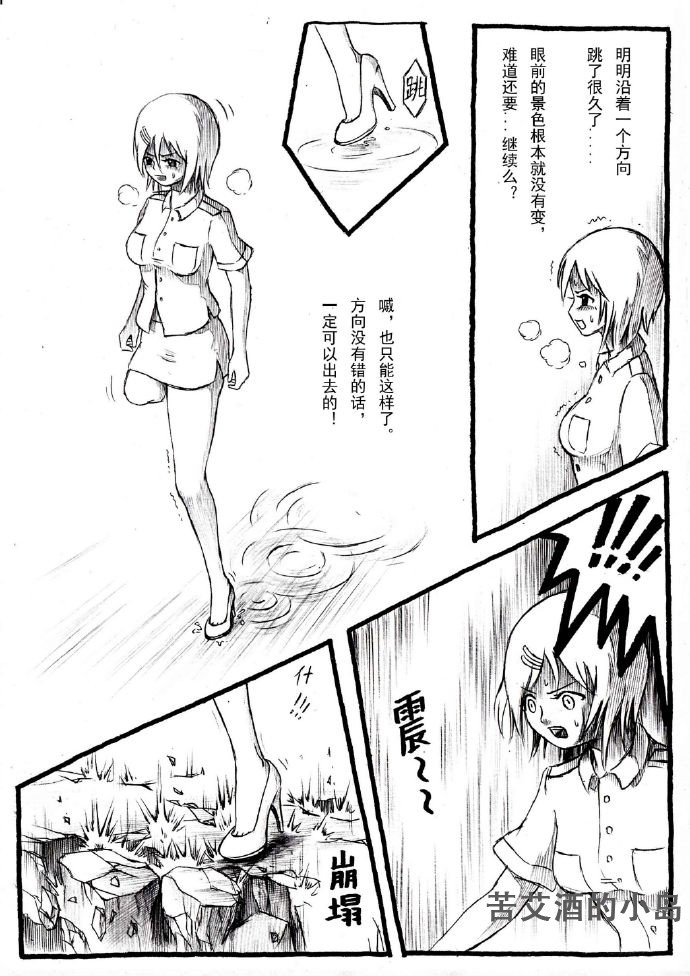 明明沿着一个方向
跳了很久了····
眼前的景色根本就没有变，
难道还要··继续么？
跳
嘁，也只能这样了。
方向没有错的话，
一定可以出去的！
!!!!
震～～
什!!!
崩塌
苦艾酒的小岛